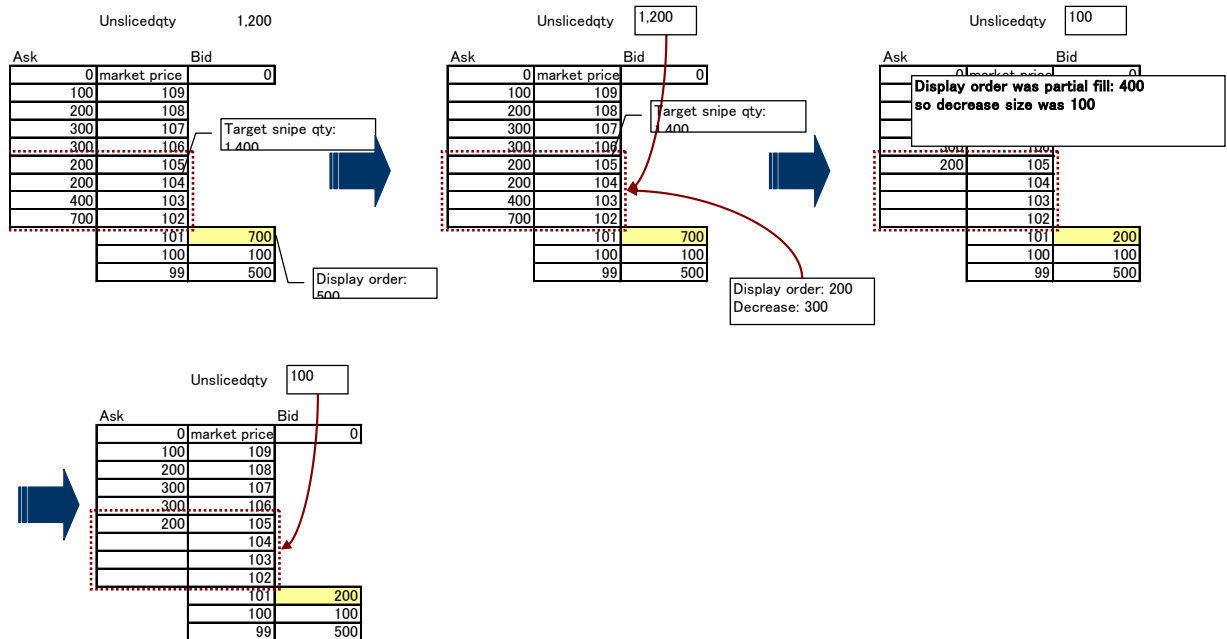 Unslicedqty 1,200
Ask Bid
0 market price 0
100 109
200 108
300 107
300 106
200 105
200 104
400 103
700 102
101 700
100 100
99 500
Target snipe qty:
1,400
Display order:
Unslicedqty 1,200
Ask Bid
0 market price 0
100 109
200 108
300 107
300 106
200 105
200 104
400 103
700 102
101 700
100 100
99 500
Target snipe qty:
1,400
Display order: 200
Decrease: 300
Unslicedqty 100
Ask Bid
Display order was partial fill: 400
so decrease size was 100
200 105
104
103
102
101 200
100 100
99 500
Unslicedqty 100
Ask Bid
0 market price 0
100 109
200 108
300 107
300 106
200 105
104
103
102
101 200
100 100
99 500